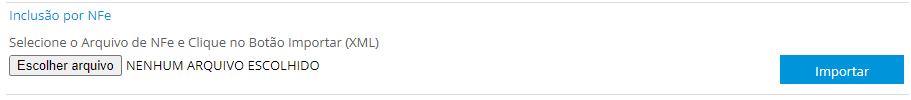 Inclusão por NFe
Selecione o Arquivo de NFe e Clique no Botão Importar (XML)
Escolher arquivo NENHUM ARQUIVO ESCOLHIDO
Importar